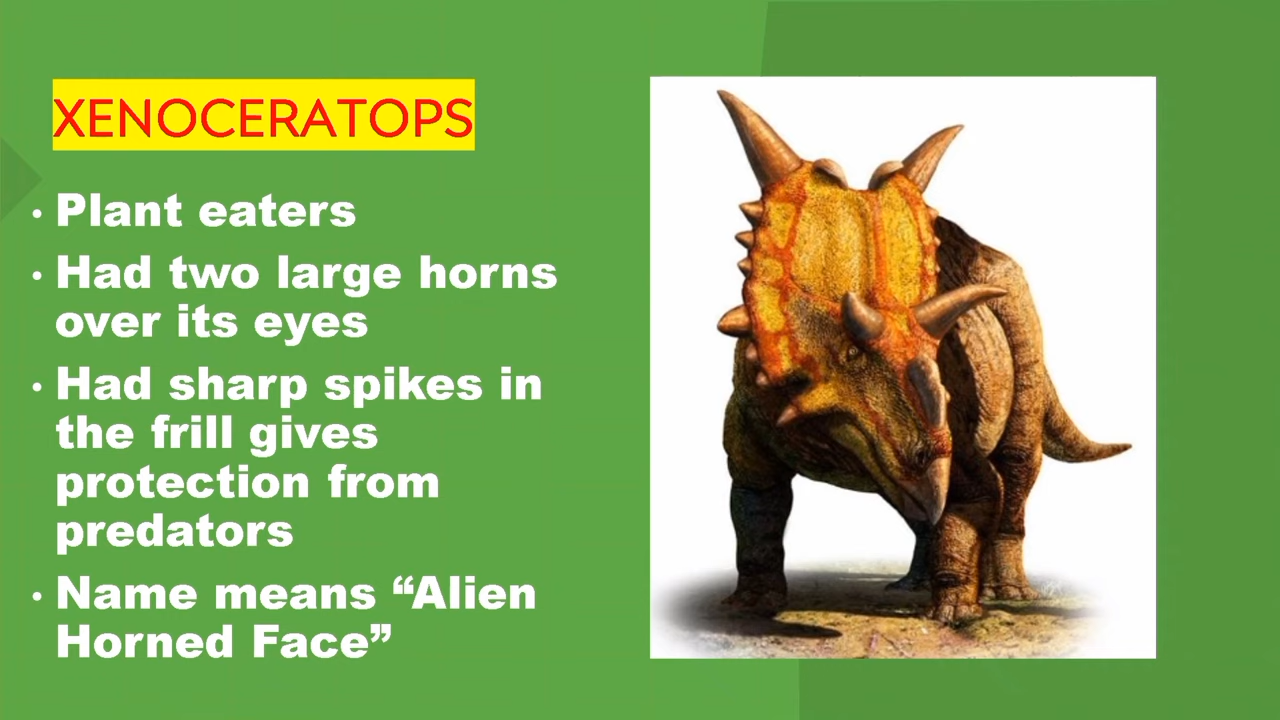 XENOCERATOPS
• Plant eaters
• Had two large horns
over its eyes
• Had sharp spikes in
the frill gives
protection from
predators
• Name means “Alien
Horned Face”